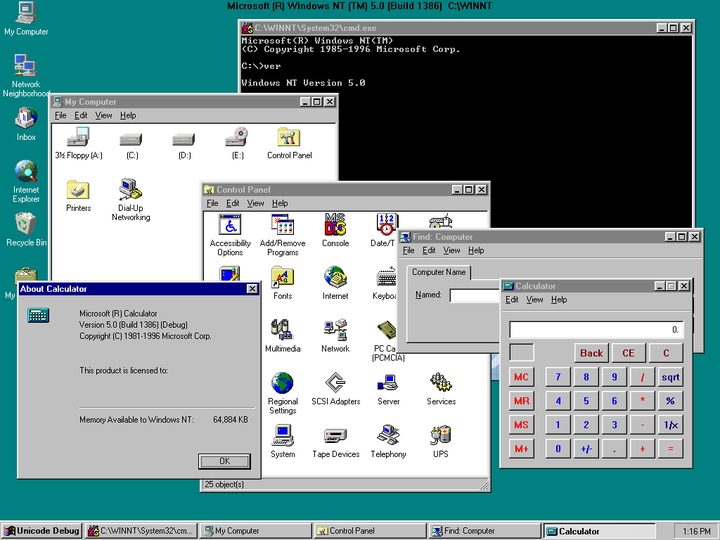 Microsoft (R) Windows NT (TM) 5.0 (Build 1386) C:\WINNT
My Computer
Network
Neighborhood
Inbox
Internet
Explorer
Recycle Bin
My
C:\WINNT\System32\cmd.exe
Microsoft(R) Windows NT(TM)
(C) Copyright 1985-1996 Microsoft Corp.
C:\>ver
Windows NT Version 5.0
My Computer
File Edit View Help
3½ Floppy (A:) (C:) (D:) (E:) Control Panel
Printers Dial-Up
Networking
Control Panel
File Edit View Help
Accessibility
Options
Add/Remove
Programs
Console
Date/T
Fonts
Internet
Keyboa
Multimedia
Network
PC Ca
(PCMCIA)
Regional
Settings
SCSI Adapters
Server
Services
System
Tape Devices
Telephony
UPS
25 object(s)
Find: Computer
File Edit View Help
Computer Name
Named:
Calculator
Edit View Help
0.
Back CE C
MC 7 8 9 / sqrt
MR 4 5 6 * %
MS 1 2 3 - 1/x
M+ 0 +/- . + =
About Calculator
Microsoft (R) Calculator
Version 5.0 (Build 1386) (Debug)
Copyright (C) 1981-1996 Microsoft Corp.
This product is licensed to:
Memory Available to Windows NT: 64,884 KB
OK
Unicode Debug
C:\WINNT\System32\cm...
My Computer
Control Panel
Find: Computer
Calculator
1:16 PM